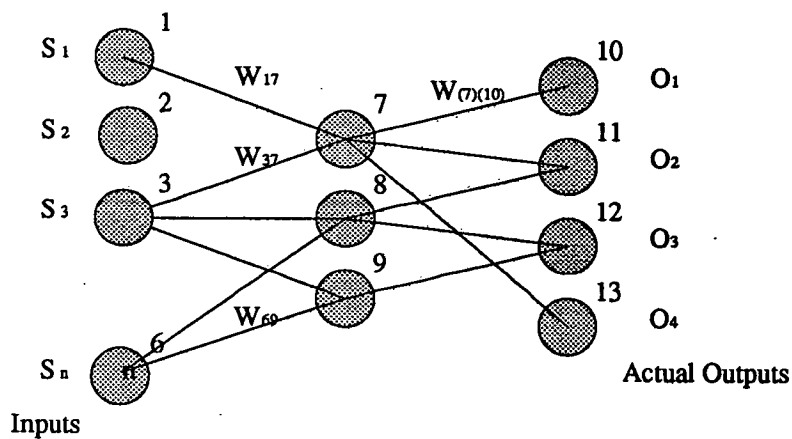 1
S1
W17
10
W(7)(10)
O1
2
S2
7
11
W37
O2
3
S3
8
12
O3
9
13
W69
6
O4
Sn
n
Actual Outputs
Inputs